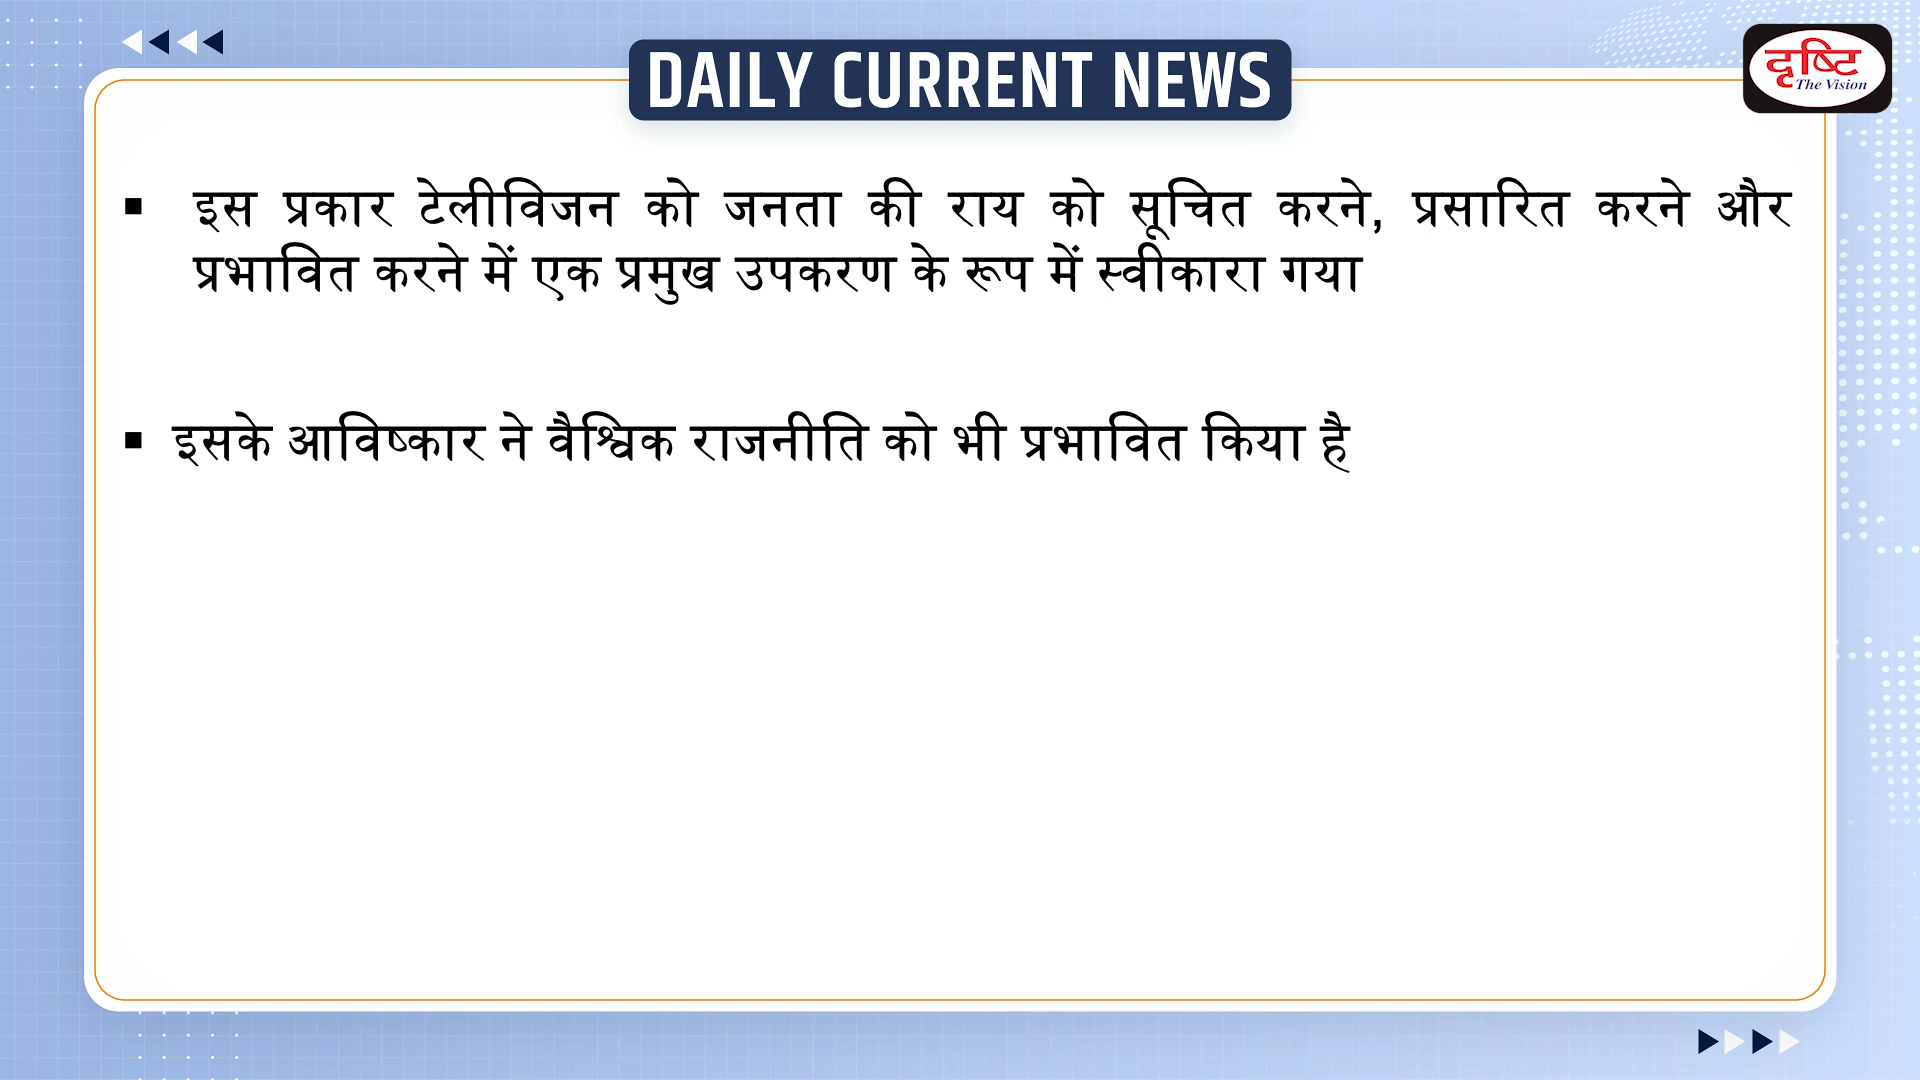 DAILY CURRENT NEWS
दृष्टि
The Vision
▪ इस प्रकार टेलीविजन को जनता की राय को सूचित करने, प्रसारित करने और
प्रभावित करने में एक प्रमुख उपकरण के रूप में स्वीकारा गया
▪ इसके आविष्कार ने वैश्विक राजनीति को भी प्रभावित किया है